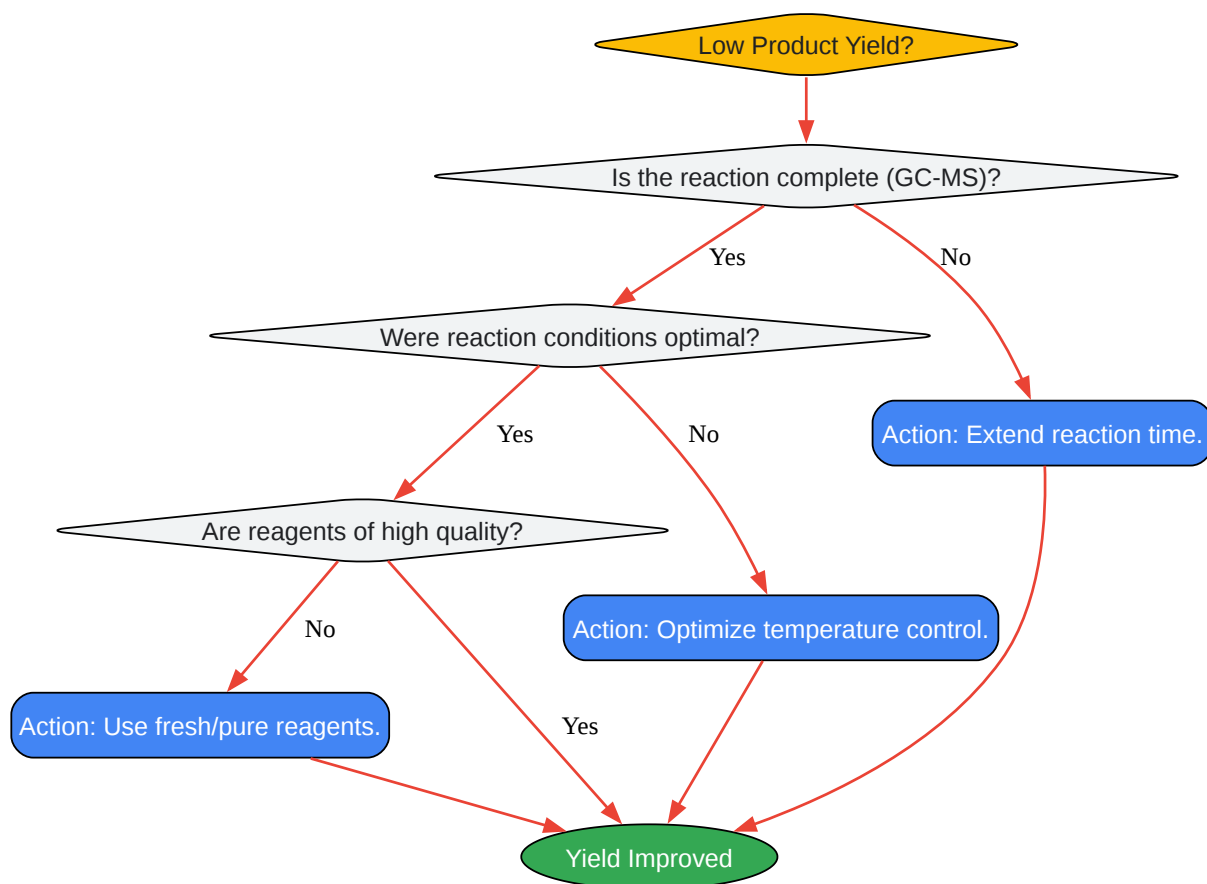 Low Product Yield?
Is the reaction complete (GC-MS)?
Yes
No
Were reaction conditions optimal?
Action: Extend reaction time.
Yes
No
Are reagents of high quality?
No
Action: Optimize temperature control.
Action: Use fresh/pure reagents.
Yes
Yield Improved